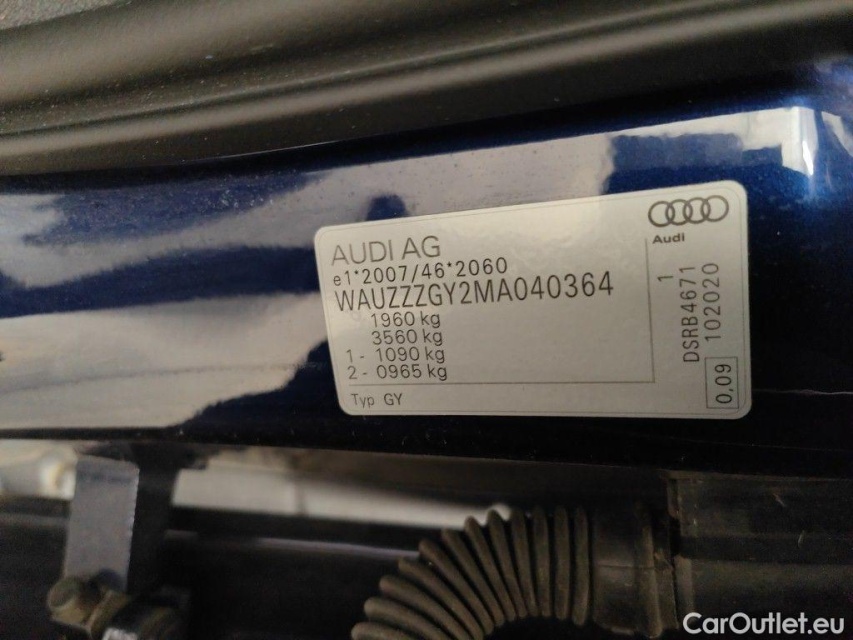 AUDI AG
e1*2007/46*2060
WAUZZZGY2MA040364
1960 kg
3560 kg
1- 1090 kg
2- 0965 kg
Typ GY
Audi
1
DSRB4671
102020
0,09
CarOutlet.eu